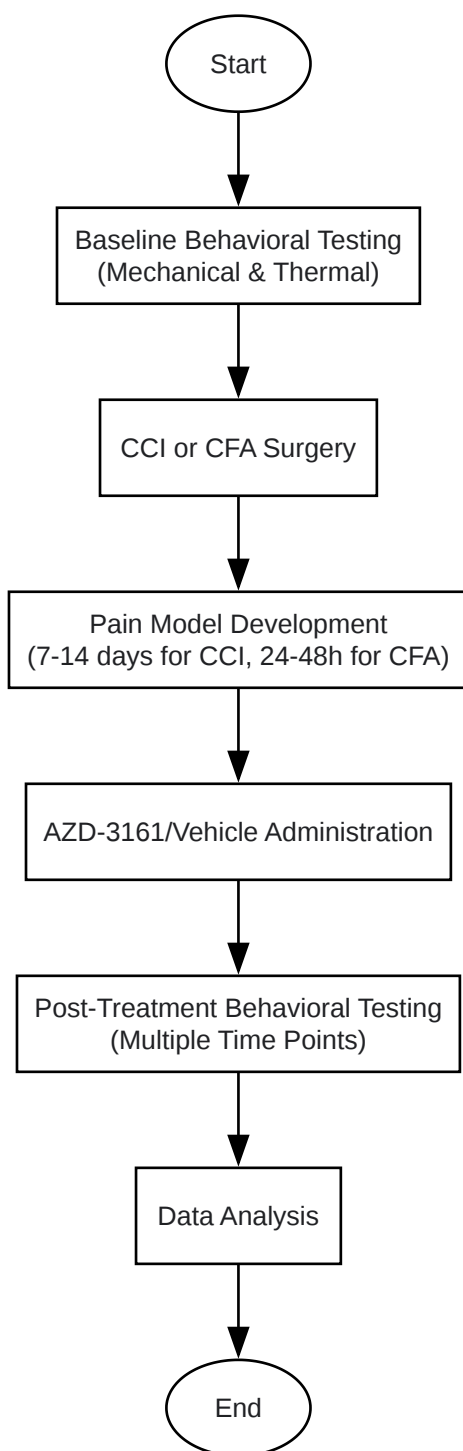 Start
Baseline Behavioral Testing
(Mechanical & Thermal)
CCI or CFA Surgery
Pain Model Development
(7-14 days for CCI, 24-48h for CFA)
AZD-3161/Vehicle Administration
Post-Treatment Behavioral Testing
(Multiple Time Points)
Data Analysis
End